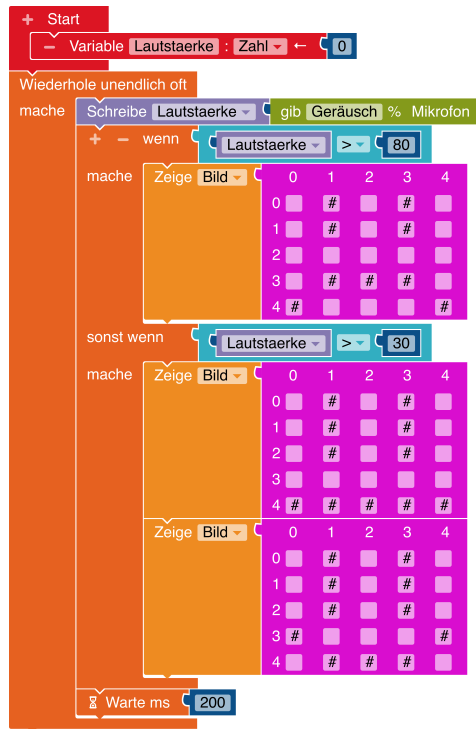 + Start
− Variable Lautstaerke : Zahl ← 0
Wiederhole unendlich oft
mache Schreibe Lautstaerke gib Geräusch % Mikrofon
+ − wenn Lautstaerke > 80
mache Zeige Bild 0 1 2 3 4
0 # #
1 # #
2
3 # # #
4 # #
sonst wenn Lautstaerke > 30
mache Zeige Bild 0 1 2 3 4
0 # #
1 # #
2 # #
3
4 # # # # #
Zeige Bild 0 1 2 3 4
0 # #
1 # #
2 # #
3 # #
4 # # #
Warte ms 200